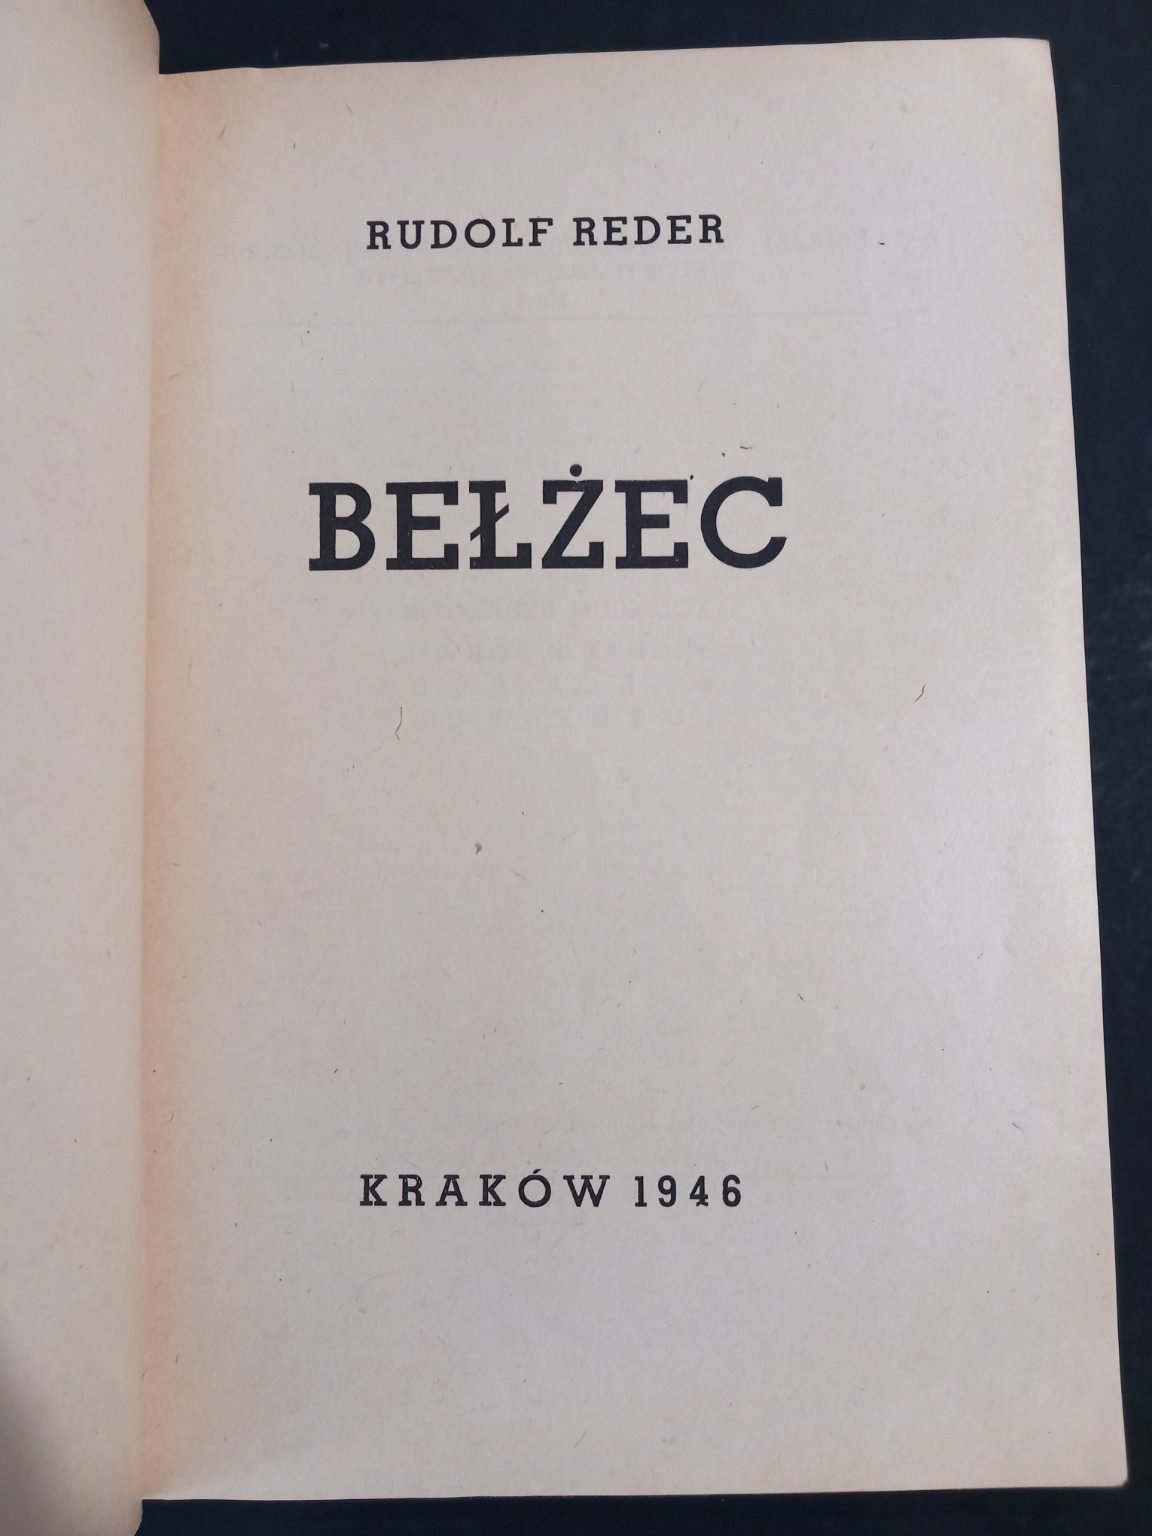 RUDOLF REDER
BEŁŻEC
KRAKÓW 1946